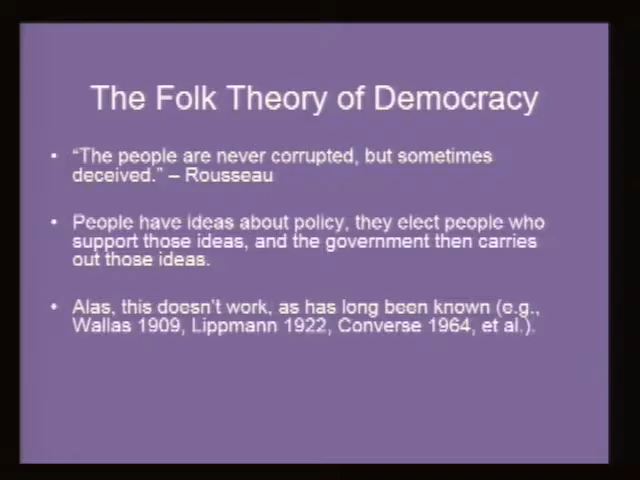 The Folk Theory of Democracy
• “The people are never corrupted, but sometimes
deceived.” – Rousseau
• People have ideas about policy, they elect people who
support those ideas, and the government then carries
out those ideas.
• Alas, this doesn’t work, as has long been known (e.g.,
Wallas 1909, Lippmann 1922, Converse 1964, et al.).